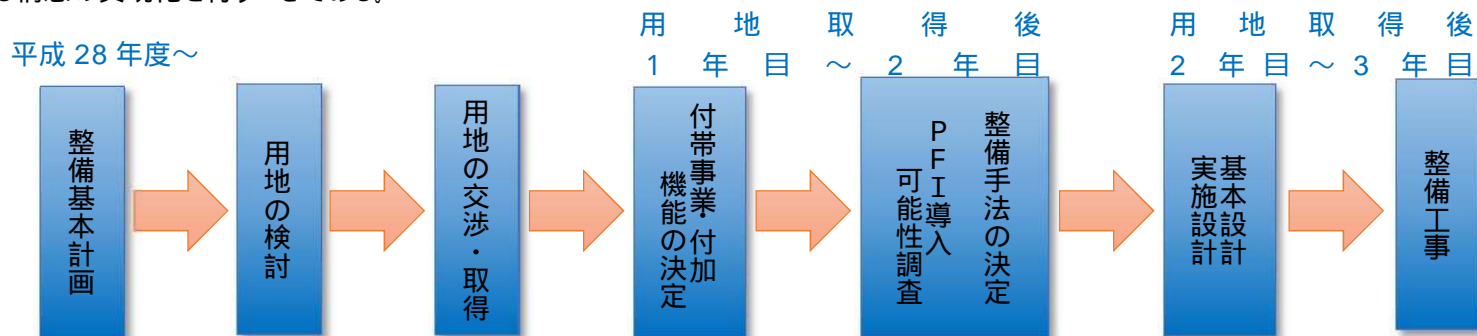 平成 28 年度～
用地取得後
1 年目～2 年目
用地取得後
2 年目～3 年目
整備基本計画
用地の検討
用地の交渉・取得
付帯事業・付加
機能の決定
整備手法の決定
ＰＦＩ導入
可能性調査
基本設計
実施設計
整備工事